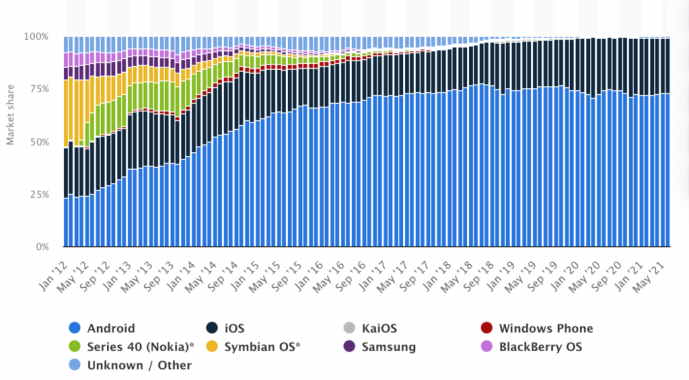 100%
75%
50%
25%
0%
Market share
Jan '12
May '12
Sep '12
Jan '13
May '13
Sep '13
Jan '14
May '14
Sep '14
Jan '15
May '15
Sep '15
Jan '16
May '16
Sep '16
Jan '17
May '17
Sep '17
Jan '18
May '18
Sep '18
Jan '19
May '19
Sep '19
Jan '20
May '20
Sep '20
Jan '21
May '21
Android iOS KaiOS Windows Phone
Series 40 (Nokia)* Symbian OS* Samsung BlackBerry OS
Unknown / Other